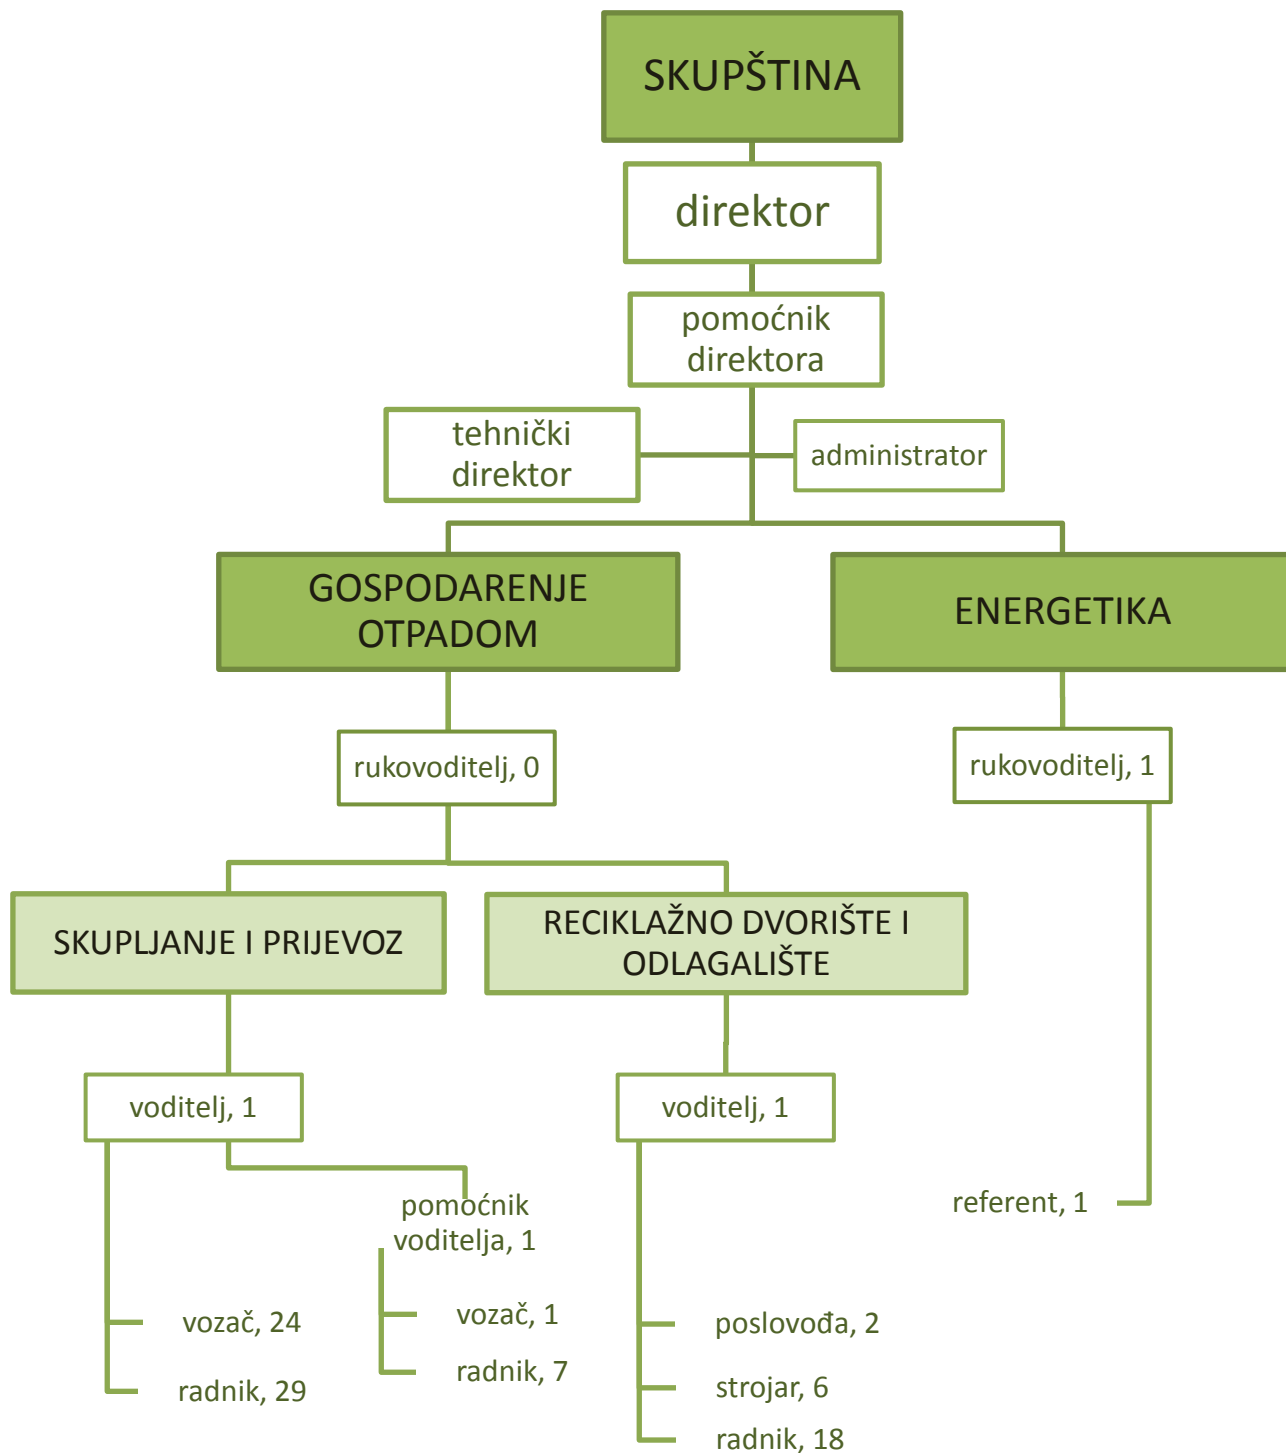 SKUPŠTINA
direktor
pomoćnik
direktora
tehnički
direktor
administrator
GOSPODARENJE
OTPADOM
ENERGETIKA
rukovoditelj, 0
rukovoditelj, 1
SKUPLJANJE I PRIJEVOZ
RECIKLAŽNO DVORIŠTE I
ODLAGALIŠTE
voditelj, 1
voditelj, 1
pomoćnik
voditelja, 1
referent, 1
vozač, 24
radnik, 29
vozač, 1
radnik, 7
poslovođa, 2
strojar, 6
radnik, 18